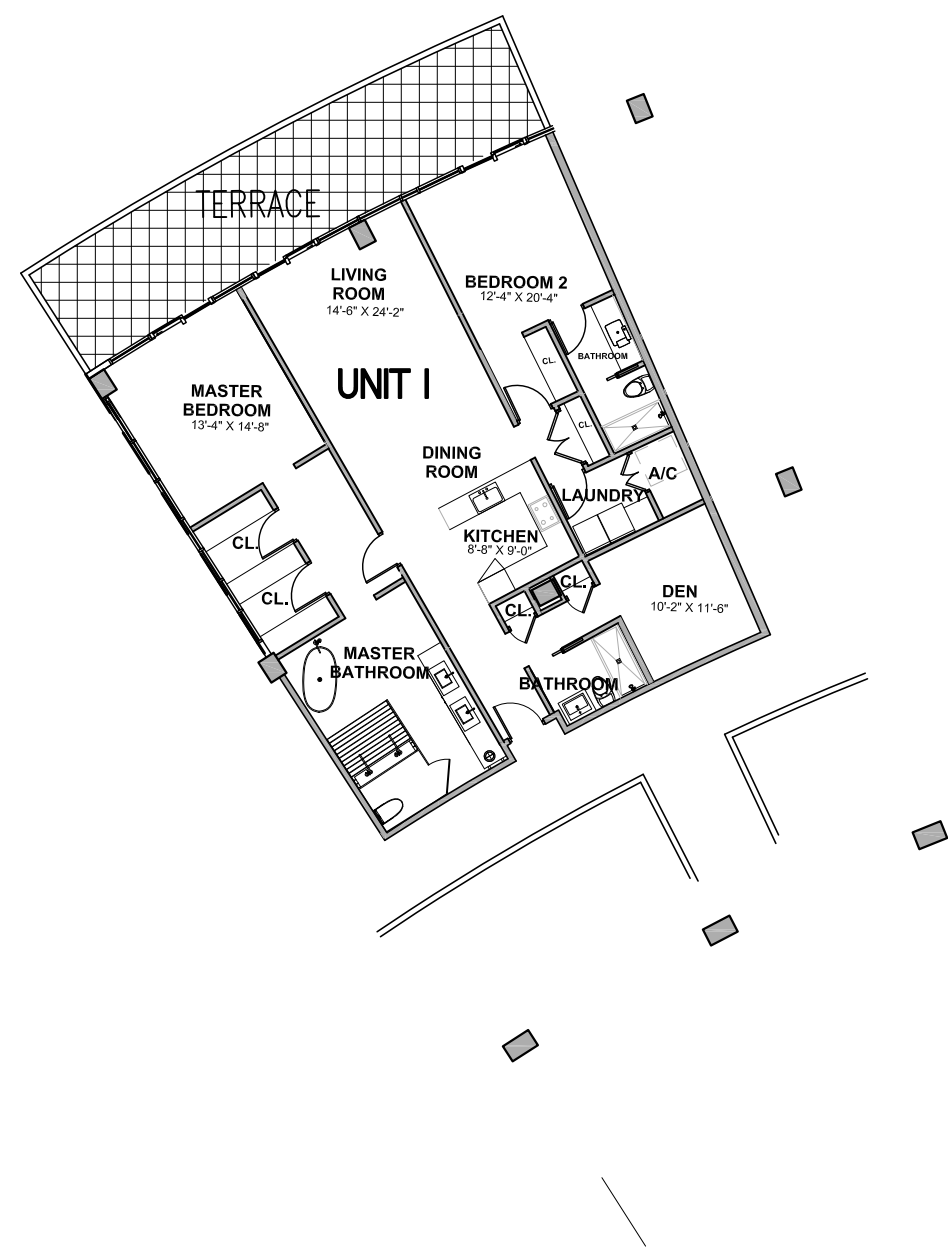 TERRACE
LIVING
ROOM
14'-6" X 24'-2"
BEDROOM 2
12'-4" X 20'-4"
BATHROOM
CL.
UNIT I
MASTER
BEDROOM
13'-4" X 14'-8"
CL.
DINING
ROOM
A/C
LAUNDRY
KITCHEN
8'-8" X 9'-0"
CL.
CL.
DEN
10'-2" X 11'-6"
CL.
CL.
MASTER
BATHROOM
BATHROOM